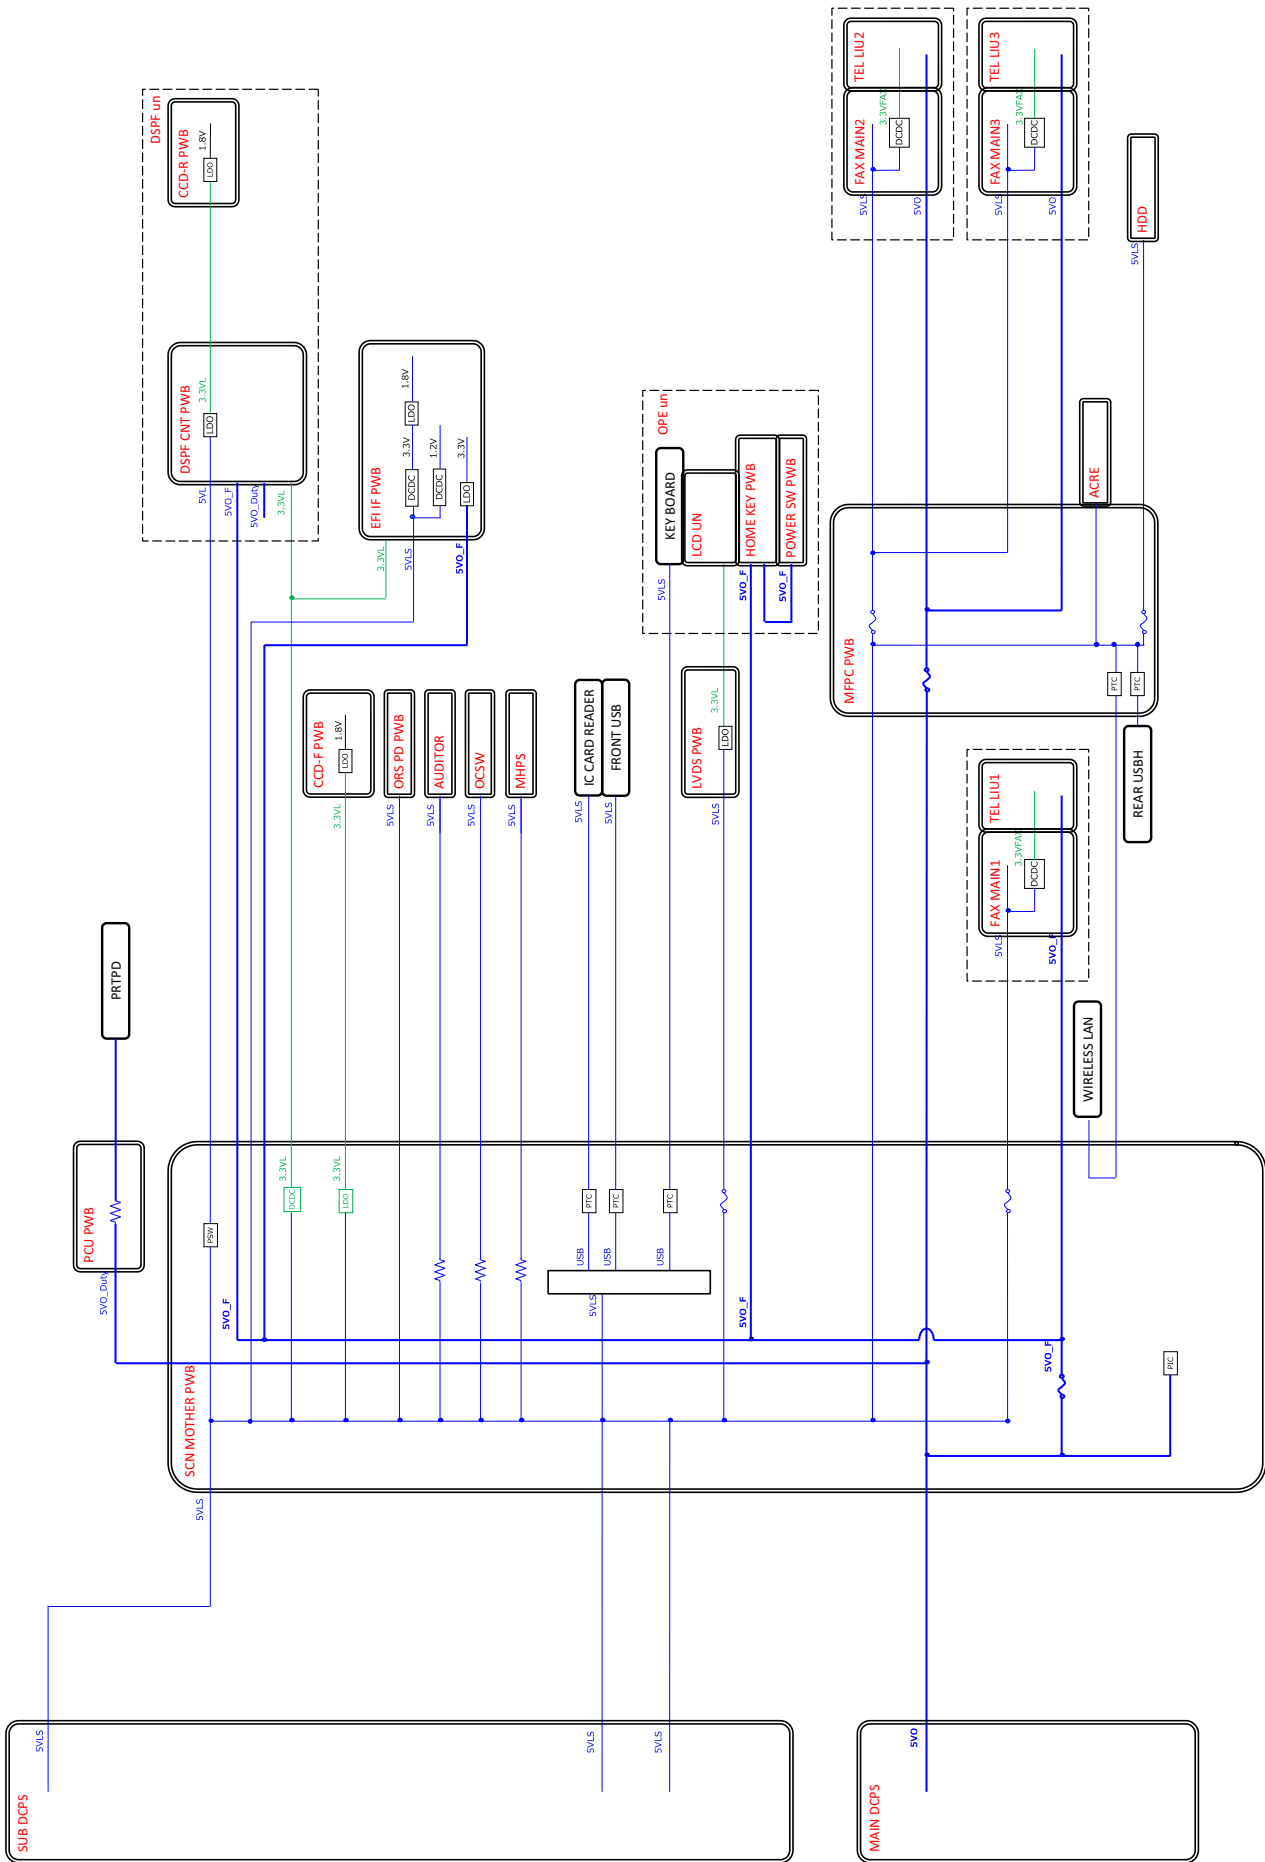 TEL LIU2
3.3VFAX
FAX MAIN2
DCDC
5VLS
5VO
TEL LIU3
3.3VFAX
FAX MAIN3
DCDC
5VLS
5VO
DSPF un
CCD-R PWB
1.8V
LDO
DSPF CNT PWB
3.3VL
LDO
5VL
5VO_F
5VO_Duty
3.3VL
EFI IF PWB
1.8V
LDO
3.3V
1.2V
3.3V
DCDC
DCDC
LDO
3.3VL
5VLS
5VO_F
HDD
5VLS
OPE un
KEY BOARD
LCD UN
HOME KEY PWB
POWER SW PWB
5VLS
5VO_F
5VO_F
ACRE
MFPC PWB
PTC
PTC
REAR USBH
CCD-F PWB
1.8V
LDO
3.3VL
ORS PD PWB
5VLS
AUDITOR
5VLS
OCSW
5VLS
MHPS
5VLS
IC CARD READER
FRONT USB
5VLS
5VLS
LVDS PWB
3.3VL
LDO
5VLS
TEL LIU1
3.3VFAX
FAX MAIN1
DCDC
5VLS
5VO_F
PRTPD
WIRELESS LAN
PCU PWB
5VO_Duty
SCN MOTHER PWB
PSW
3.3VL
DCDC
3.3VL
LDO
PTC
PTC
PTC
USB
USB
USB
5VLS
5VO_F
5VO_F
5VO_F
PIC
5VLS
SUB DCPS
5VLS
5VLS
5VLS
MAIN DCPS
5VO